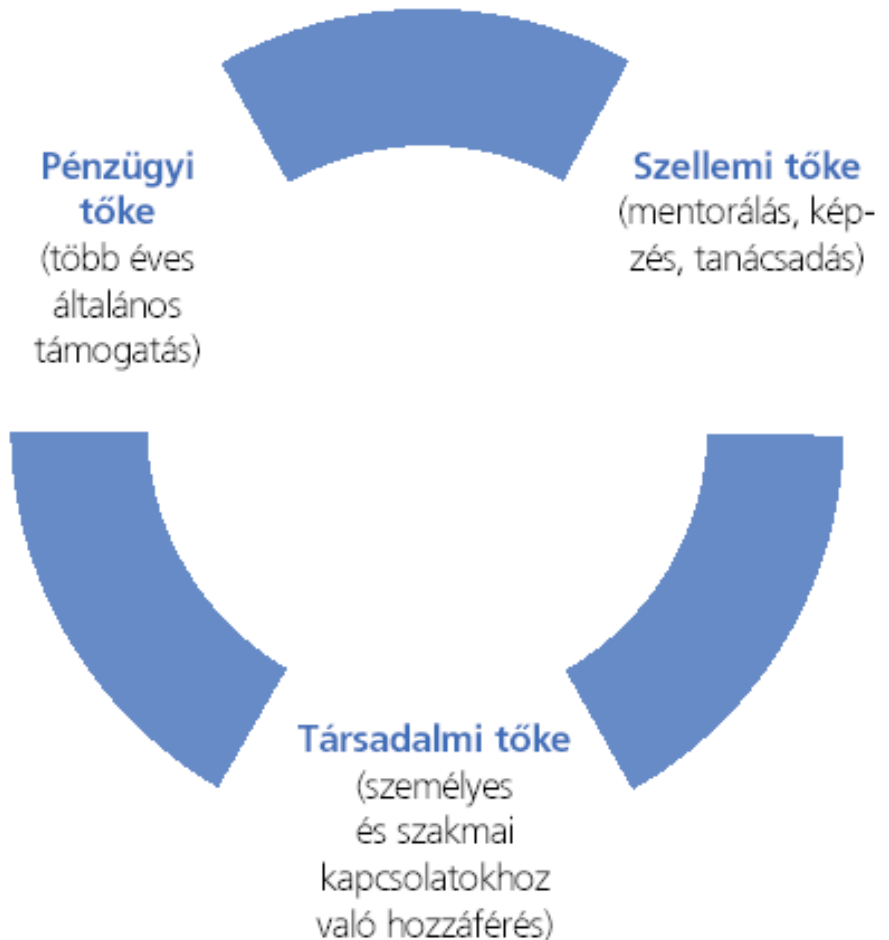 Pénzügyi
tőke
(több éves
általános
támogatás)
Szellemi tőke
(mentorálás, kép-
zés, tanácsadás)
Társadalmi tőke
(személyes
és szakmai
kapcsolatokhoz
való hozzáférés)